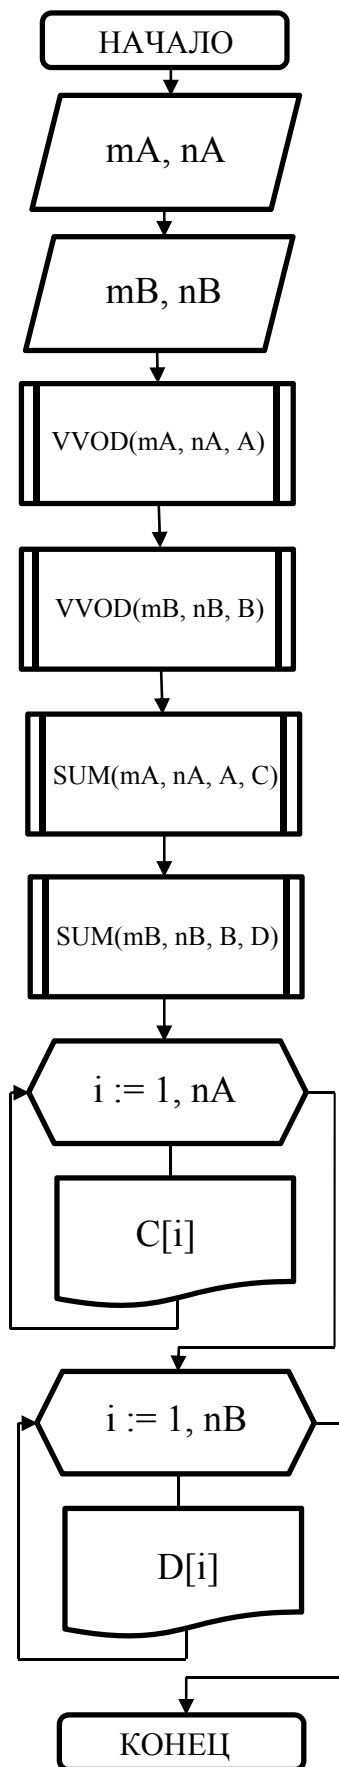 НАЧАЛО
mA, nA
mB, nB
VVOD(mA, nA, A)
VVOD(mB, nB, B)
SUM(mA, nA, A, C)
SUM(mB, nB, B, D)
i := 1, nA
C[i]
i := 1, nB
D[i]
КОНЕЦ